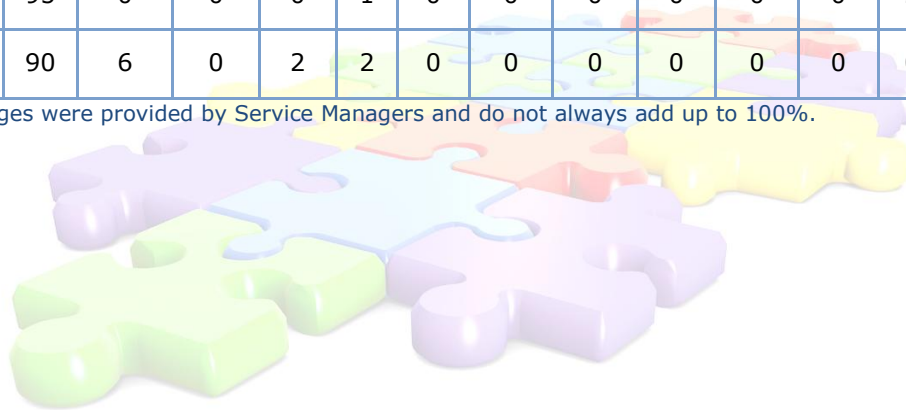 90 6 0 2 2 0 0 0 0 0 0
ges were provided by Service Managers and do not always add up to 100%.